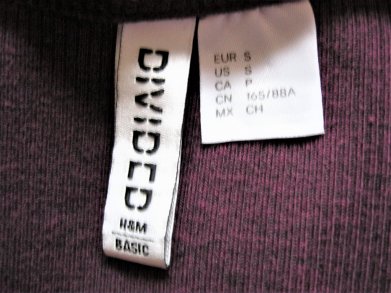 DIVIDED
H&M
BASIC
EUR S
US S
CA P
CN 165/88A
MX CH